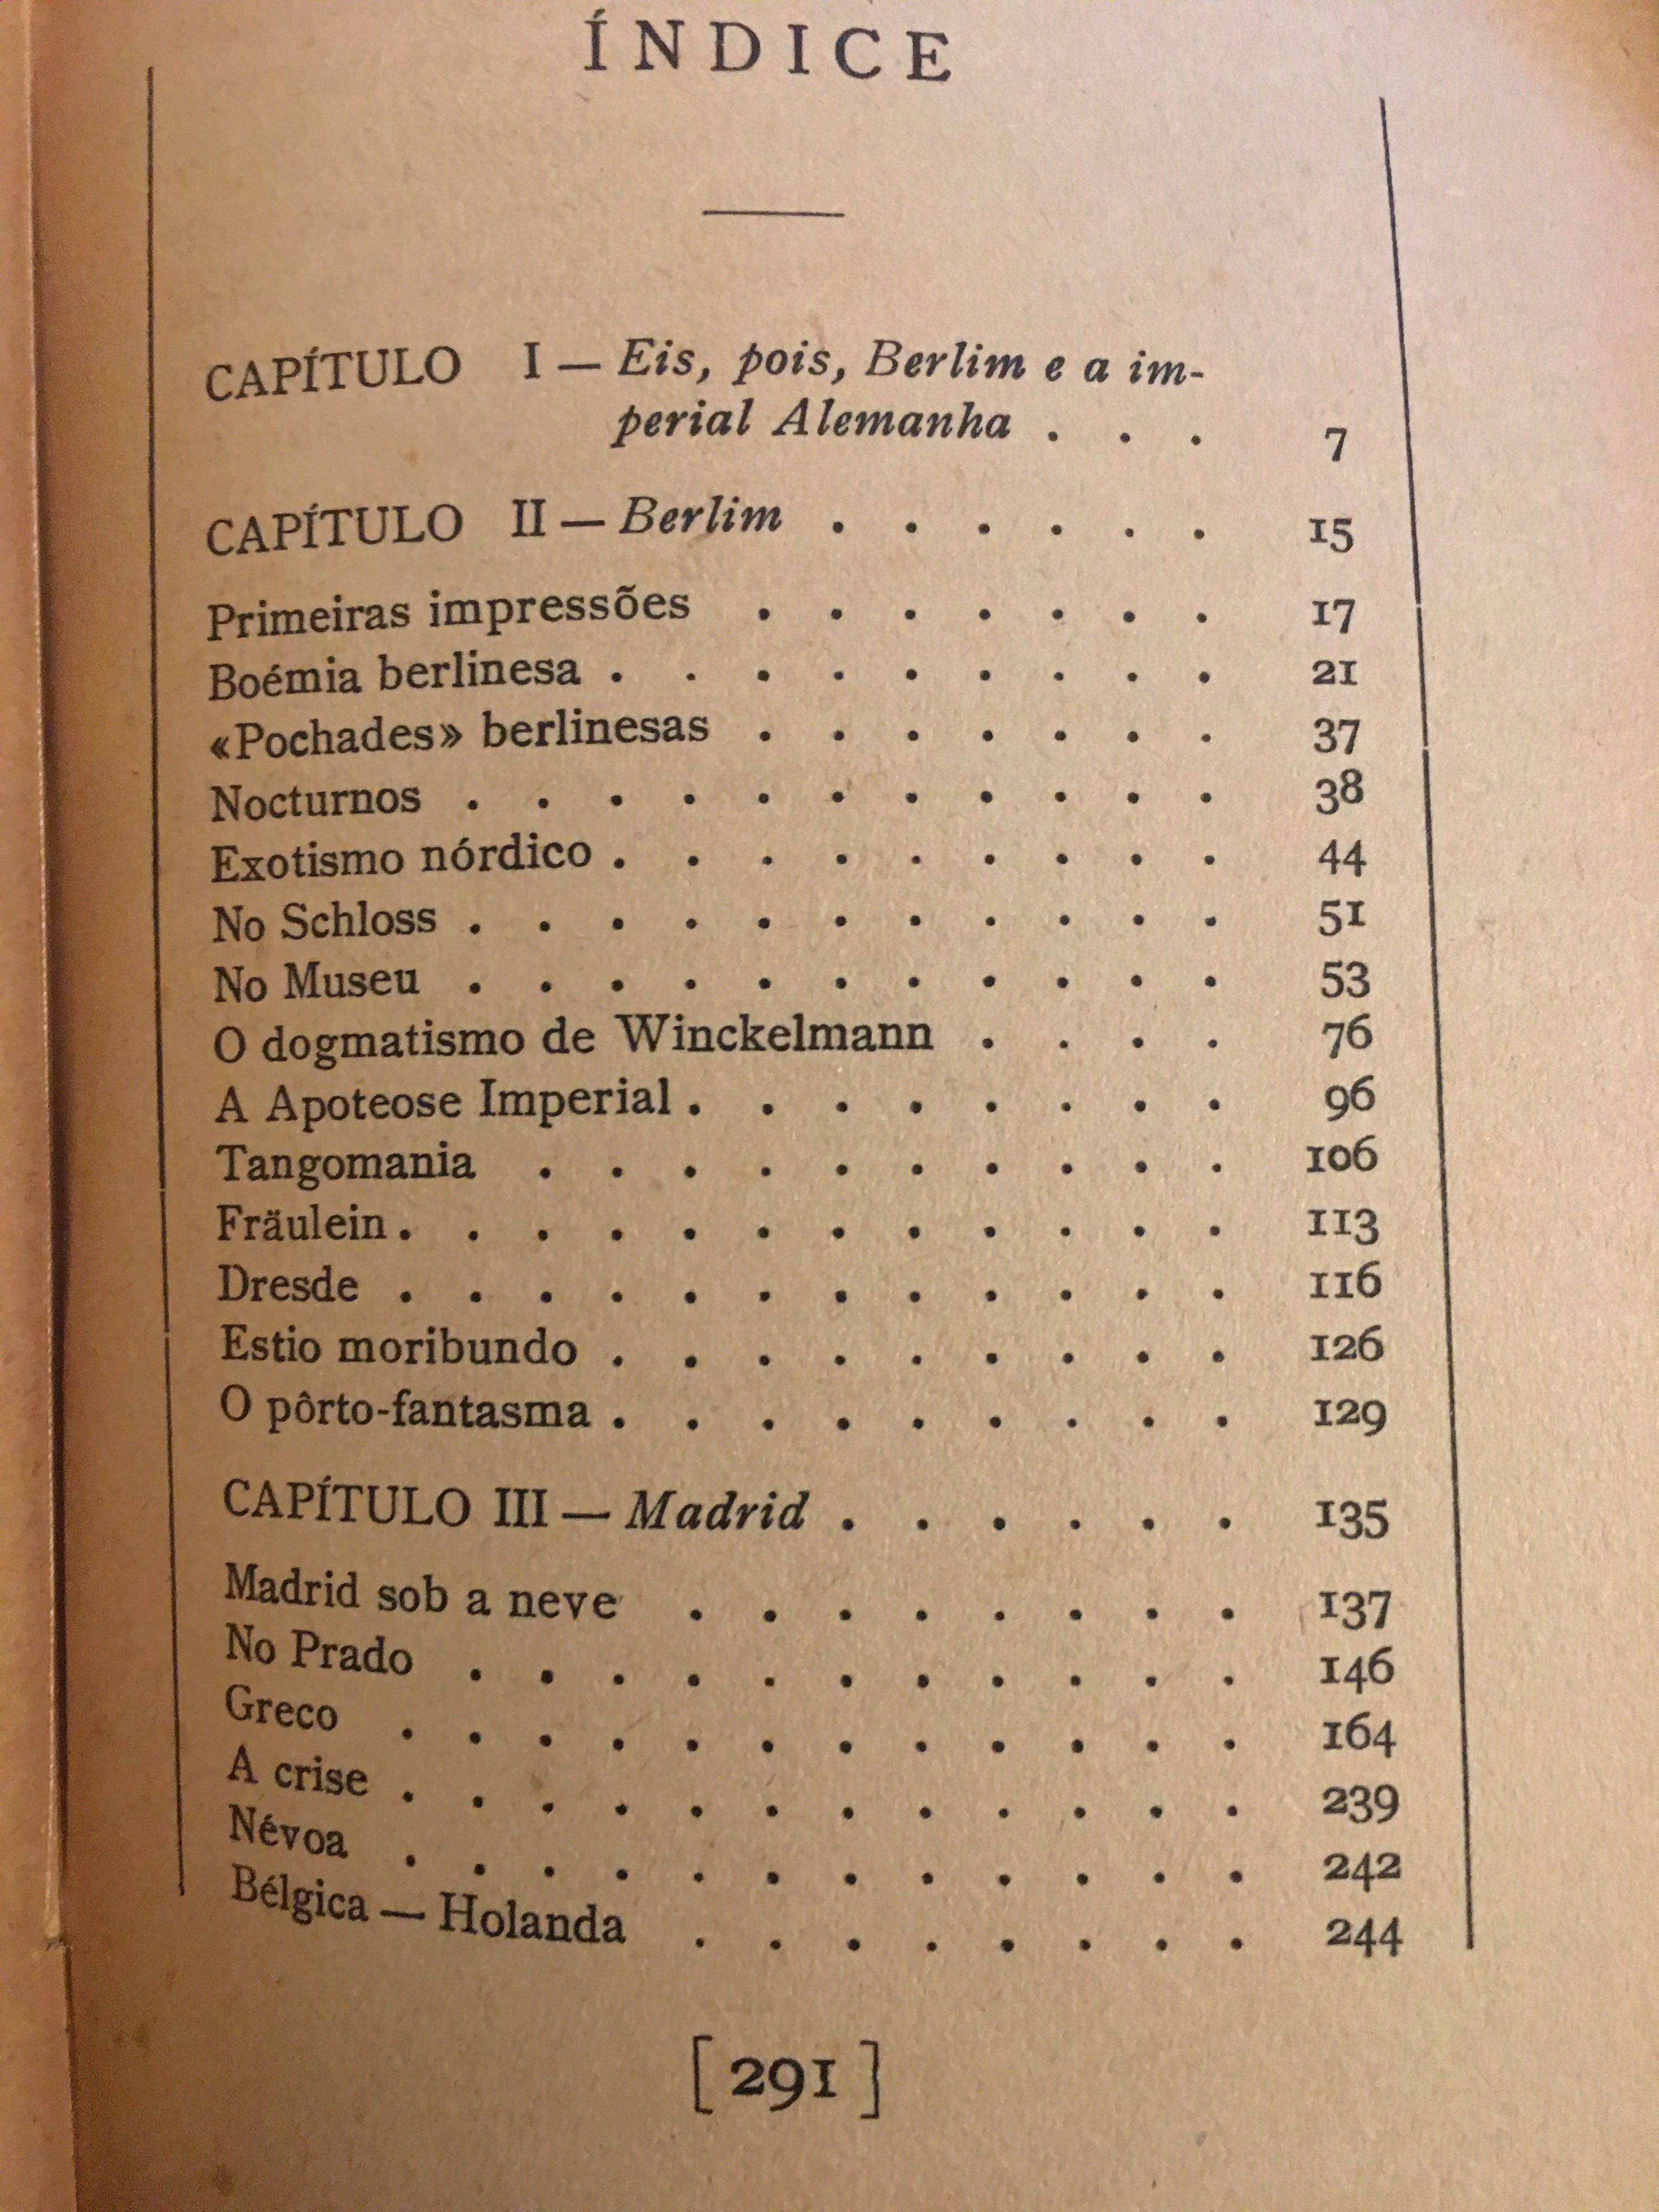 ÍNDICE
CAPÍTULO I — Eis, pois, Berlim e a im-
perial Alemanha . . . 7
CAPÍTULO II — Berlim . . . . . . 15
Primeiras impressões . . . . . . . 17
Boémia berlinesa . . . . . . . . . 21
«Pochades» berlinesas . . . . . . . 37
Nocturnos . . . . . . . . . . . 38
Exotismo nórdico . . . . . . . . . 44
No Schloss . . . . . . . . . . . 51
No Museu . . . . . . . . . . . 53
O dogmatismo de Winckelmann . . . . 76
A Apoteose Imperial . . . . . . . . 96
Tangomania . . . . . . . . . . 106
Fräulein . . . . . . . . . . . . 113
Dresde . . . . . . . . . . . . 116
Estio moribundo . . . . . . . . . 126
O pôrto-fantasma . . . . . . . . . 129
CAPÍTULO III — Madrid . . . . . . 135
Madrid sob a neve . . . . . . . . 137
No Prado . . . . . . . . . . . 146
Greco . . . . . . . . . . . . 164
A crise . . . . . . . . . . . . 239
Névoa . . . . . . . . . . . . 242
Bélgica — Holanda . . . . . . . . 244
[ 291 ]